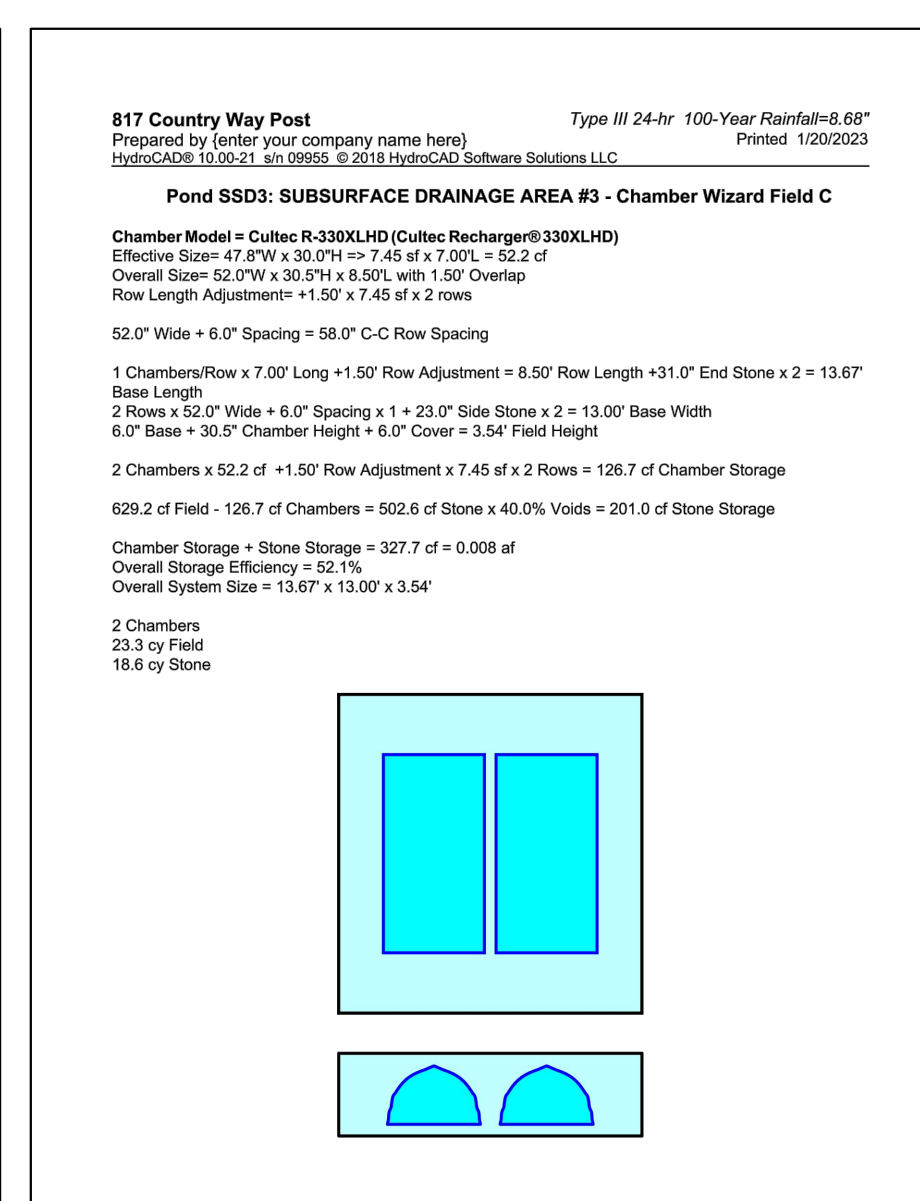 817 Country Way Post
Type III 24-hr 100-Year Rainfall=8.68"
Prepared by {enter your company name here}
Printed 1/20/2023
HydroCAD® 10.00-21 s/n 09955 © 2018 HydroCAD Software Solutions LLC
Pond SSD3: SUBSURFACE DRAINAGE AREA #3 - Chamber Wizard Field C
Chamber Model = Cultec R-330XLHD (Cultec Recharger® 330XLHD)
Effective Size= 47.8"W x 30.0"H => 7.45 sf x 7.00'L = 52.2 cf
Overall Size= 52.0"W x 30.5"H x 8.50'L with 1.50' Overlap
Row Length Adjustment= +1.50' x 7.45 sf x 2 rows
52.0" Wide + 6.0" Spacing = 58.0" C-C Row Spacing
1 Chambers/Row x 7.00' Long +1.50' Row Adjustment = 8.50' Row Length +31.0" End Stone x 2 = 13.67'
Base Length
2 Rows x 52.0" Wide + 6.0" Spacing x 1 + 23.0" Side Stone x 2 = 13.00' Base Width
6.0" Base + 30.5" Chamber Height + 6.0" Cover = 3.54' Field Height
2 Chambers x 52.2 cf +1.50' Row Adjustment x 7.45 sf x 2 Rows = 126.7 cf Chamber Storage
629.2 cf Field - 126.7 cf Chambers = 502.6 cf Stone x 40.0% Voids = 201.0 cf Stone Storage
Chamber Storage + Stone Storage = 327.7 cf = 0.008 af
Overall Storage Efficiency = 52.1%
Overall System Size = 13.67' x 13.00' x 3.54'
2 Chambers
23.3 cy Field
18.6 cy Stone